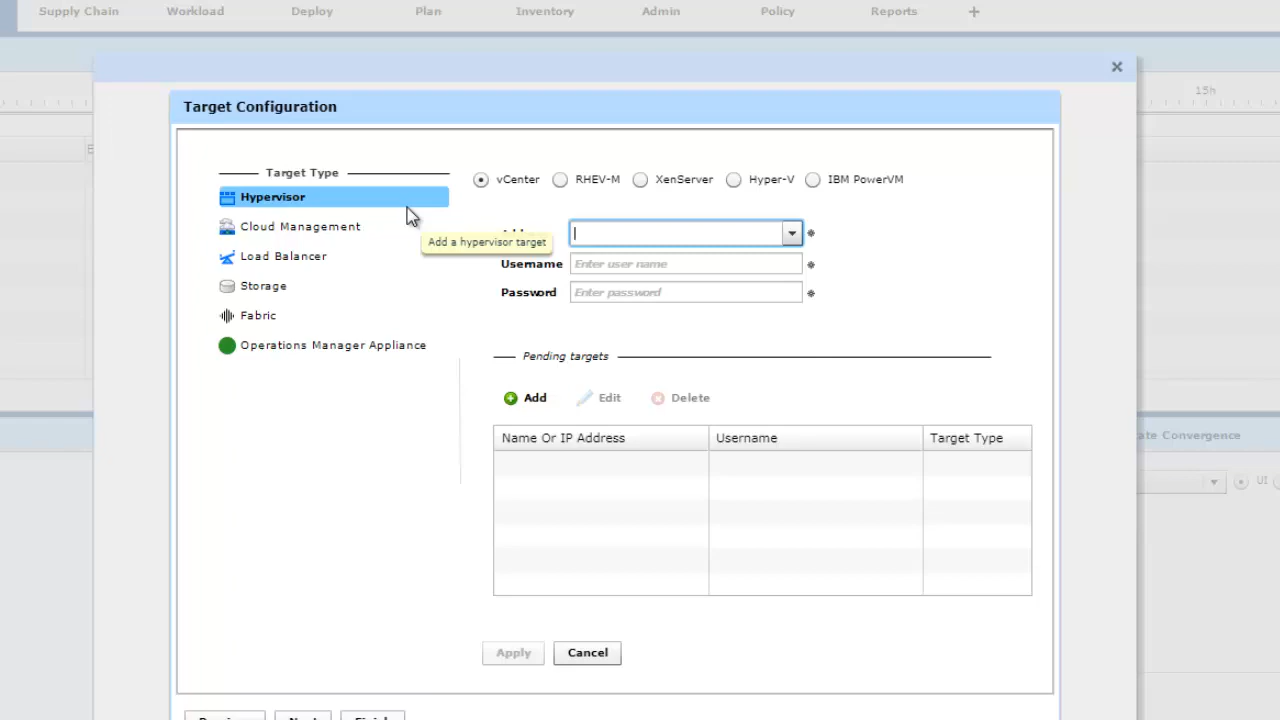 Supply Chain Workload Deploy Plan Inventory Admin Policy Reports +
15h
Target Configuration
Target Type
Hypervisor
Cloud Management
Load Balancer
Storage
Fabric
Operations Manager Appliance
vCenter RHEV-M XenServer Hyper-V IBM PowerVM
Add a hypervisor target
Username Enter user name
Password Enter password
Pending targets
Add Edit Delete
Name Or IP Address Username Target Type
Apply Cancel
Convergence
UI